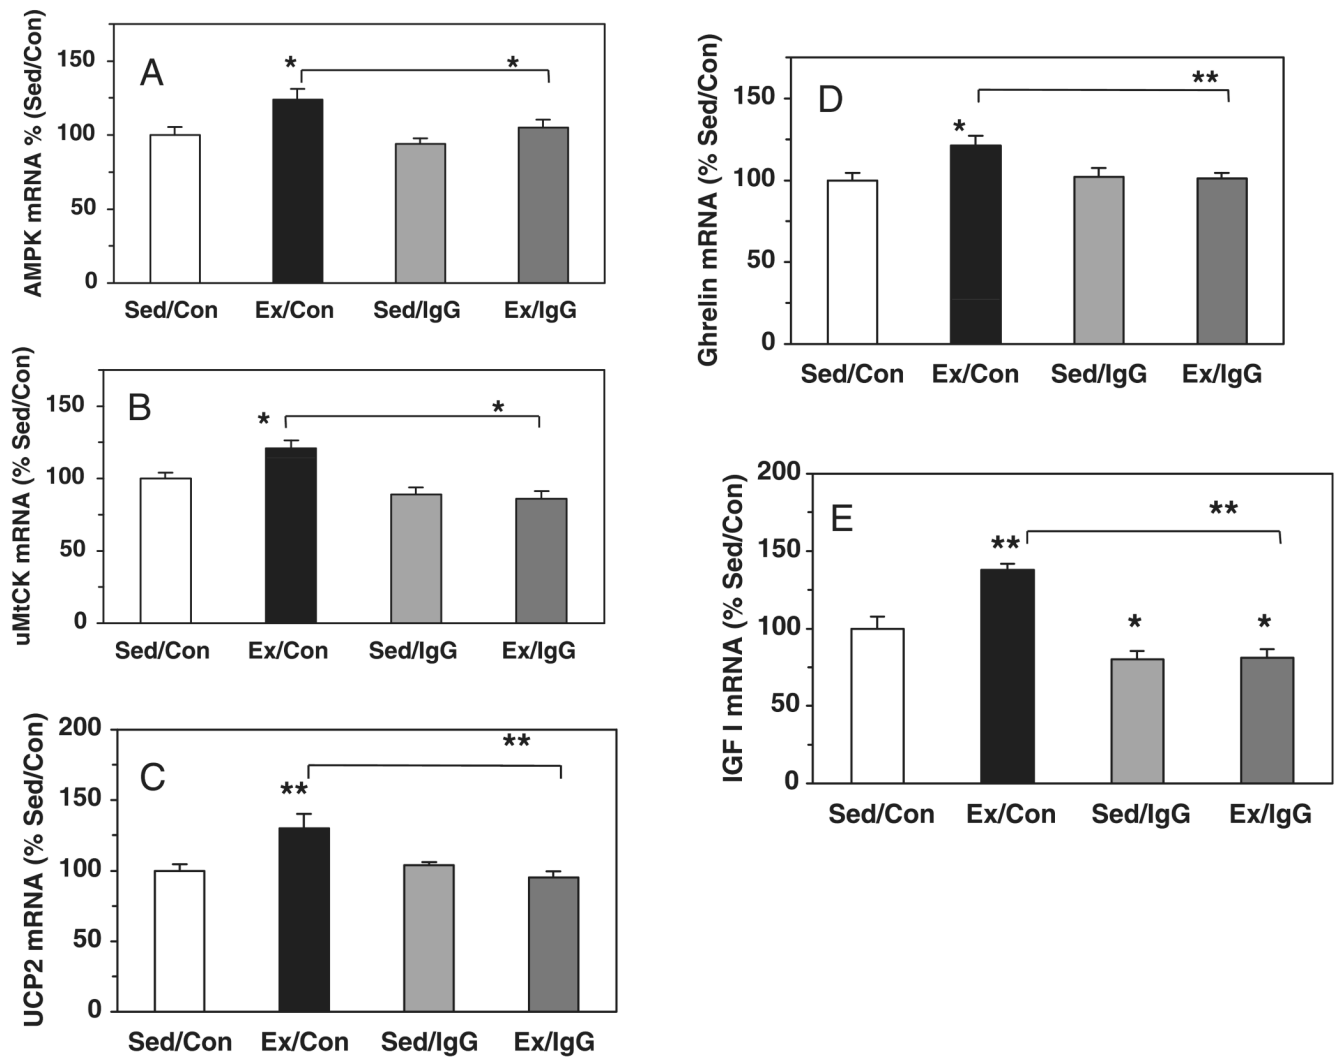 A
AMPK mRNA % (Sed/Con)
150
100
50
0
*
*
Sed/Con Ex/Con Sed/IgG Ex/IgG
B
uMtCK mRNA (% Sed/Con)
150
100
50
0
*
*
Sed/Con Ex/Con Sed/IgG Ex/IgG
C
UCP2 mRNA (% Sed/Con)
200
150
100
50
0
**
**
Sed/Con Ex/Con Sed/IgG Ex/IgG
D
Ghrelin mRNA (% Sed/Con)
150
100
50
0
*
**
Sed/Con Ex/Con Sed/IgG Ex/IgG
E
IGF I mRNA (% Sed/Con)
200
150
100
50
0
**
**
*
*
Sed/Con Ex/Con Sed/IgG Ex/IgG